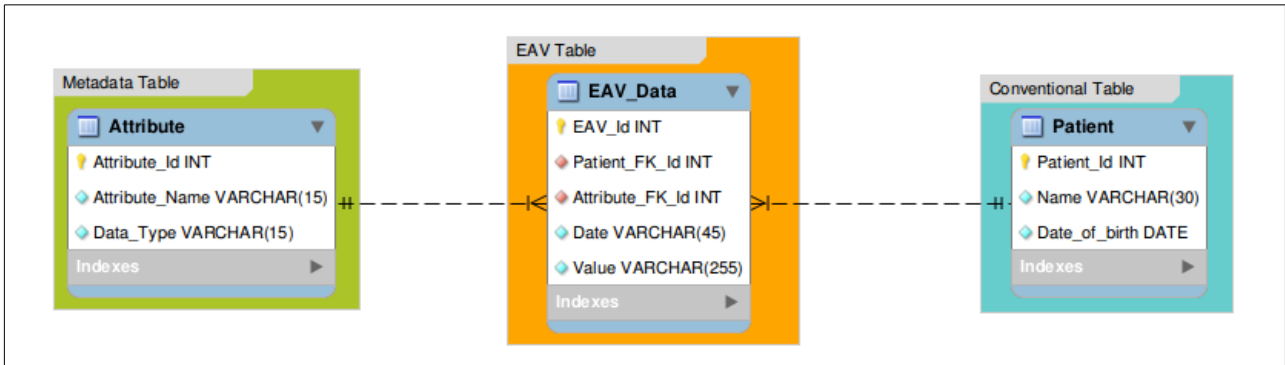 Metadata Table
Attribute
Attribute_Id INT
Attribute_Name VARCHAR(15)
Data_Type VARCHAR(15)
Indexes
EAV Table
EAV_Data
EAV_Id INT
Patient_FK_Id INT
Attribute_FK_Id INT
Date VARCHAR(45)
Value VARCHAR(255)
Indexes
Conventional Table
Patient
Patient_Id INT
Name VARCHAR(30)
Date_of_birth DATE
Indexes